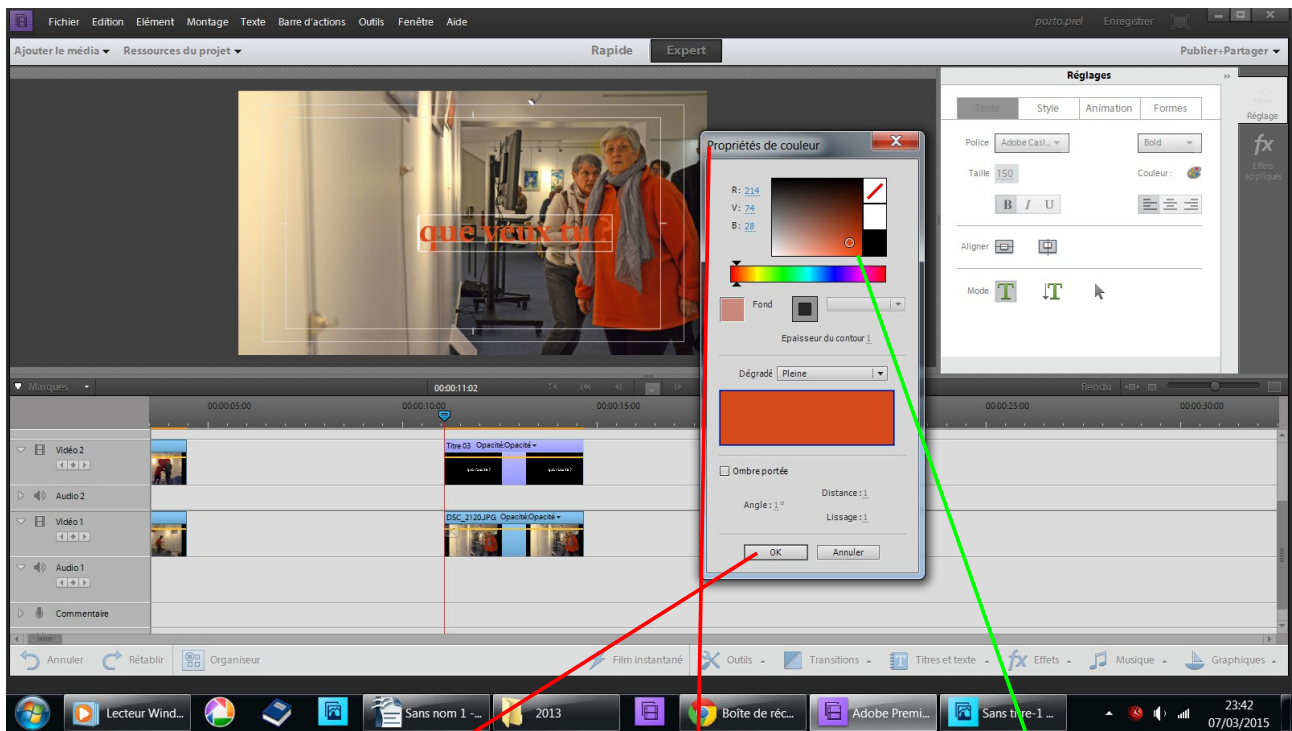 Fichier Edition Elément Montage Texte Barre d'actions Outils Fenêtre Aide porto.prel Enregistrer
Ajouter le média Ressources du projet Rapide Expert Publier+Partager
Réglages
Texte Style Animation Formes
Réglage
Police Adobe Casl... Bold
Taille 150 Couleur :
B I U
fx
Effets
appliqués
Aligner
Mode T T
que veux tu ?
Propriétés de couleur
R: 214
V: 74
B: 28
Fond
Epaisseur du contour 1
Dégradé Pleine
Ombre portée
Distance : 1
Angle : 1 °
Lissage : 1
OK Annuler
Marques 00:00:11:02 Rendu
00:00:05:00 00:00:10:00 00:00:15:00 00:00:25:00 00:00:30:00
Vidéo 2 Titre 03 Opacité:Opacité
Audio 2
Vidéo 1 DSC_2120.JPG Opacité:Opacité
Audio 1
Commentaire
Annuler Rétablir Organiseur Film instantané Outils Transitions Titres et texte fx Effets Musique Graphiques
Lecteur Wind... Sans nom 1 -... 2013 Boîte de réc... Adobe Premi... Sans titre-1 ... 23:42
07/03/2015